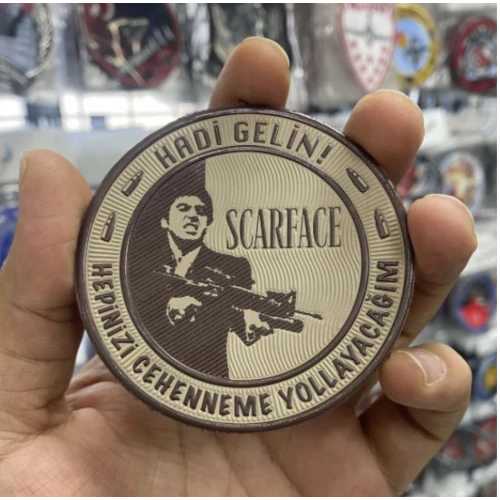 HADİ GELİN!
SCARFACE
HEPİNİZİ CEHENNEME YOLLAYACAĞIM